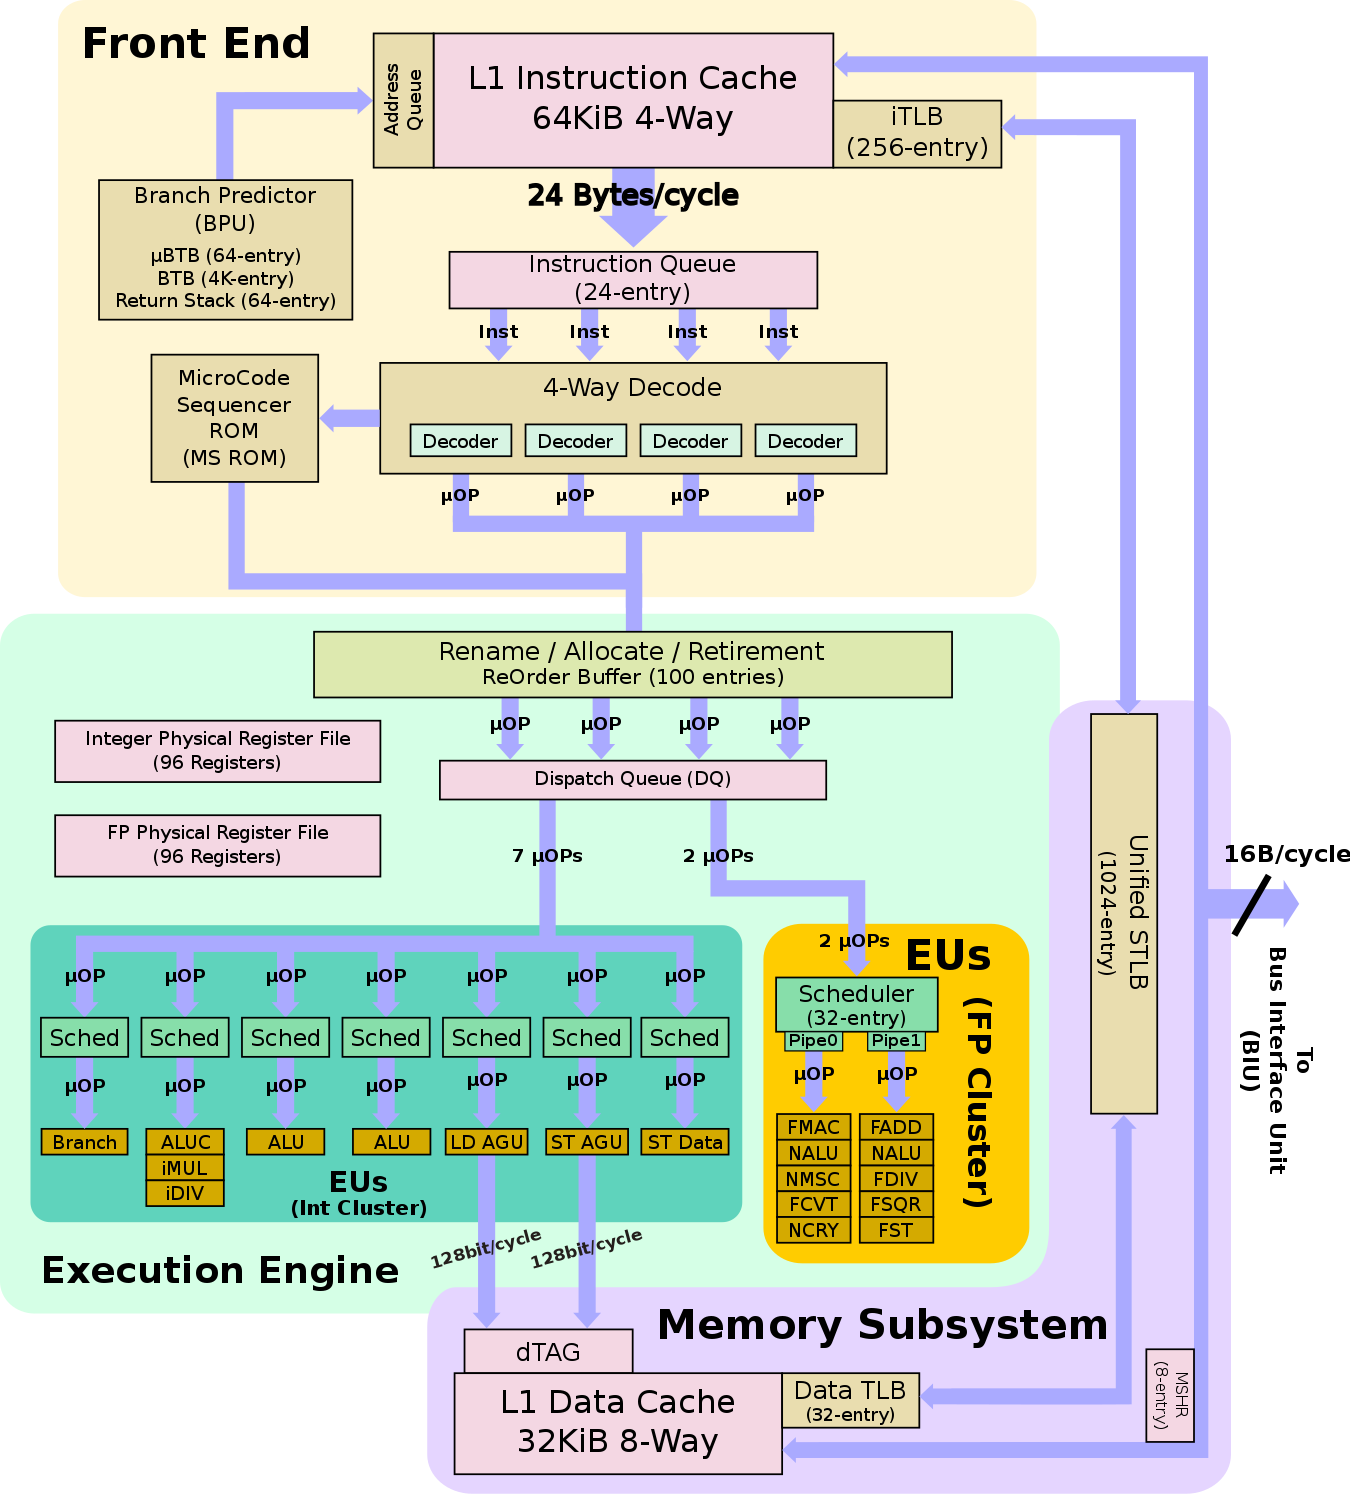 Front End
Address
Queue
L1 Instruction Cache
64KiB 4-Way
iTLB
(256-entry)
24 Bytes/cycle
Branch Predictor
(BPU)
µBTB (64-entry)
BTB (4K-entry)
Return Stack (64-entry)
Instruction Queue
(24-entry)
Inst Inst Inst Inst
MicroCode
Sequencer
ROM
(MS ROM)
4-Way Decode
Decoder Decoder Decoder Decoder
µOP µOP µOP µOP
Rename / Allocate / Retirement
ReOrder Buffer (100 entries)
µOP µOP µOP µOP
Integer Physical Register File
(96 Registers)
Dispatch Queue (DQ)
FP Physical Register File
(96 Registers)
7 µOPs 2 µOPs
µOP µOP µOP µOP µOP µOP µOP
Sched Sched Sched Sched Sched Sched Sched
µOP µOP µOP µOP µOP µOP µOP
Branch ALUC ALU ALU LD AGU ST AGU ST Data
iMUL
iDIV
EUs
(Int Cluster)
2 µOPs
EUs
(FP Cluster)
Scheduler
(32-entry)
Pipe0 Pipe1
µOP µOP
FMAC FADD
NALU NALU
NMSC FDIV
FCVT FSQR
NCRY FST
Execution Engine
128bit/cycle 128bit/cycle
Unified STLB
(1024-entry)
16B/cycle
To
Bus Interface Unit
(BIU)
Memory Subsystem
dTAG
L1 Data Cache
32KiB 8-Way
Data TLB
(32-entry)
MSHR
(8-entry)